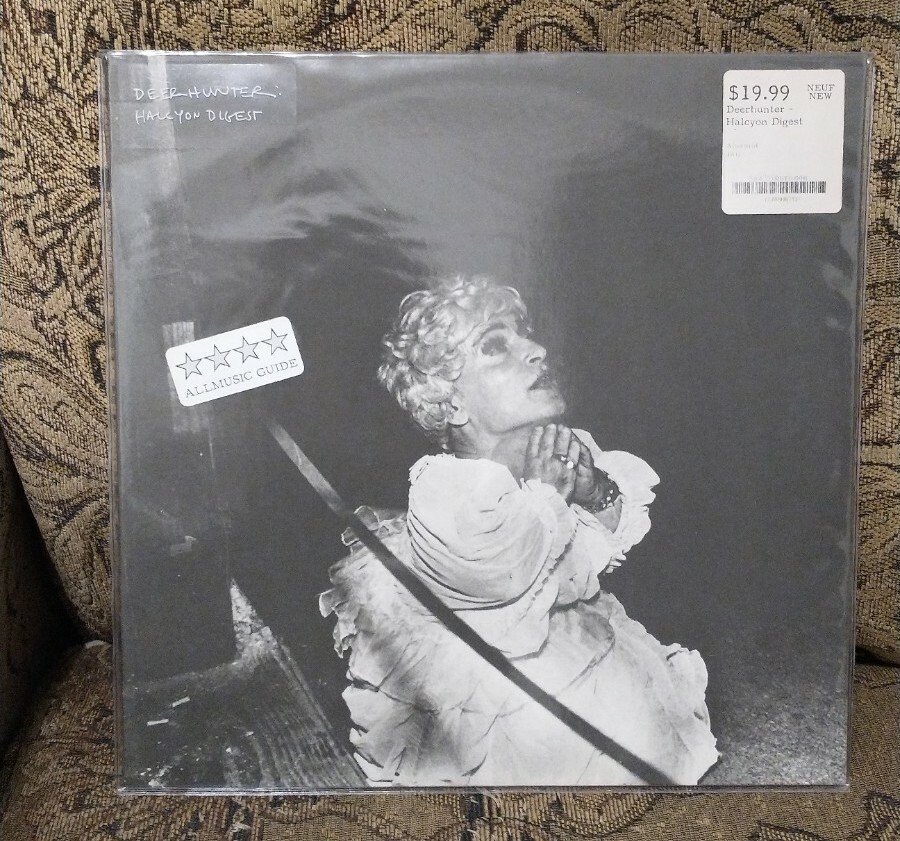 DEERHUNTER:
HALCYON DIGEST
$19.99
NEUF
NEW
Deerhunter -
Halcyon Digest
ALLMUSIC GUIDE